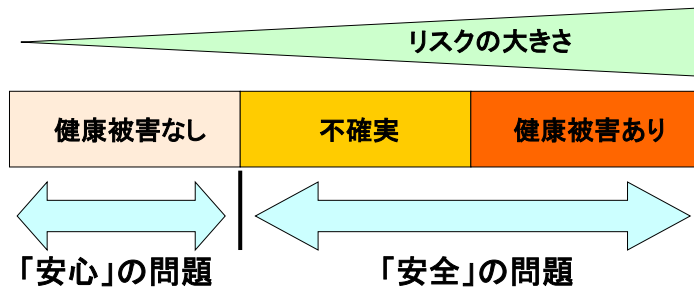 リスクの大きさ
健康被害なし
不確実
健康被害あり
「安心」の問題
「安全」の問題